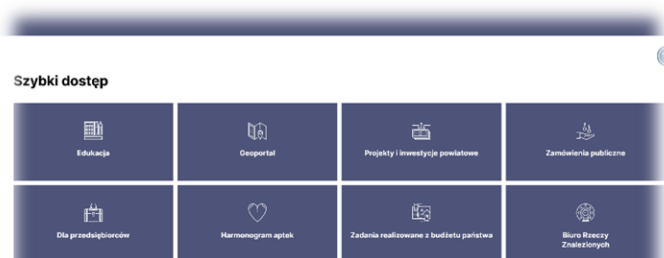 Szybki dostęp
Edukacja
Geoportal
Projekty i inwestycje powiatowe
Zamówienia publiczne
Dla przedsiębiorców
Harmonogram aptek
Zadania realizowane z budżetu państwa
Biuro Rzeczy
Znalezionych